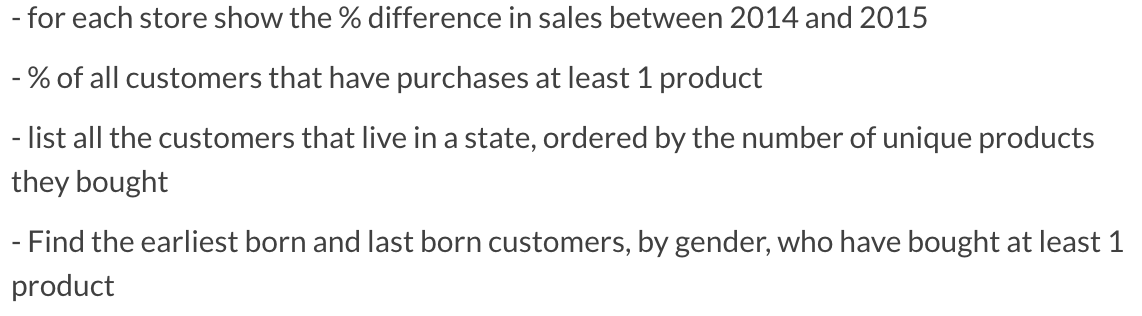 - for each store show the % difference in sales between 2014 and 2015
- % of all customers that have purchases at least 1 product
- list all the customers that live in a state, ordered by the number of unique products
they bought
- Find the earliest born and last born customers, by gender, who have bought at least 1
product